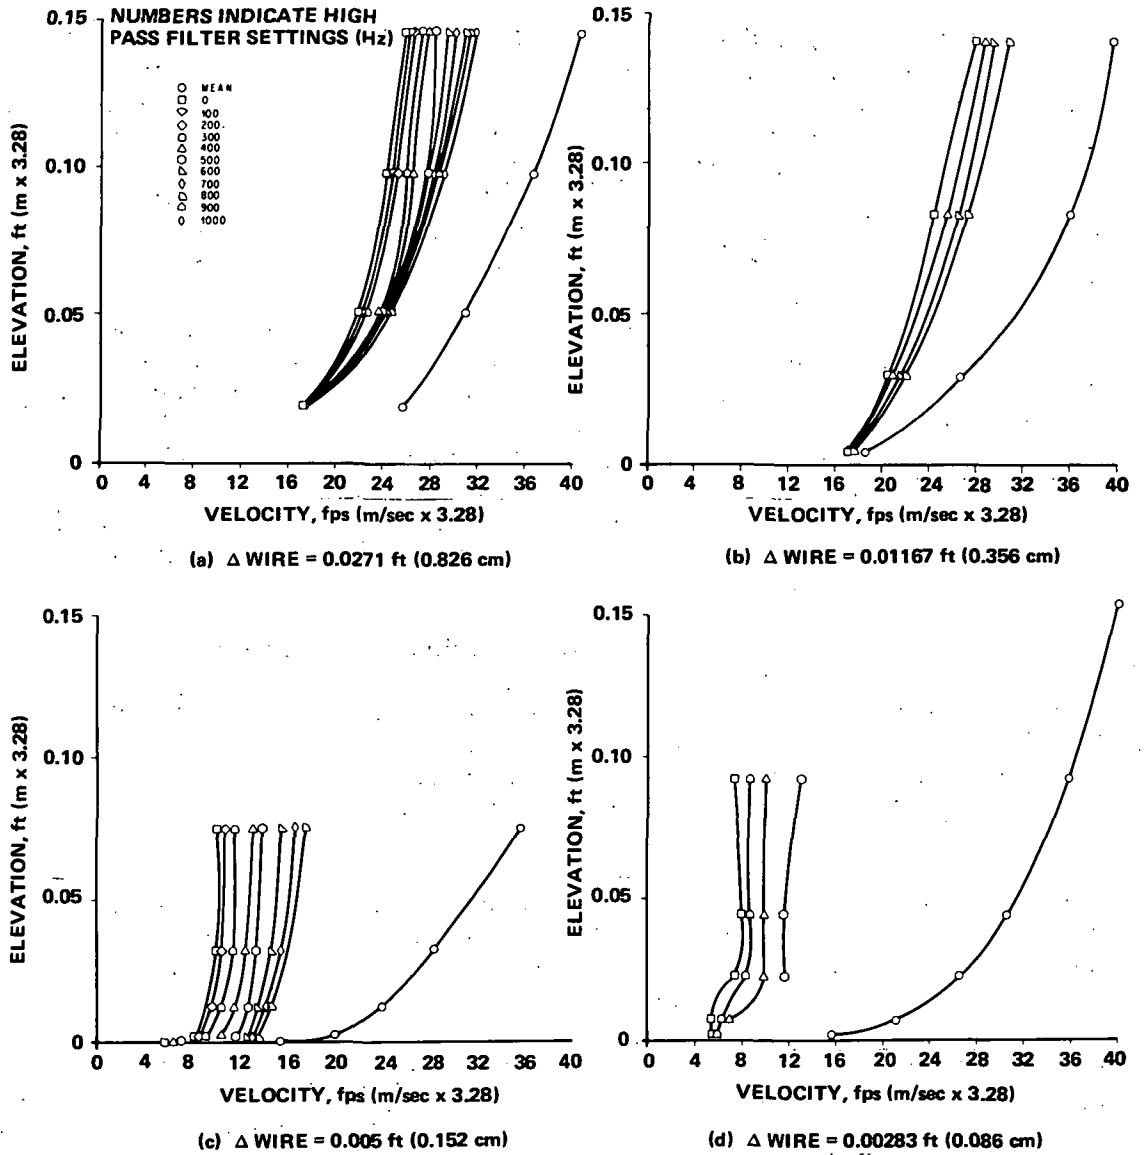 NUMBERS INDICATE HIGH
PASS FILTER SETTINGS (Hz)
MEAN
0
100
200
300
400
500
600
700
800
900
1000
0.15
0.10
0.05
0
ELEVATION, ft (m x 3.28)
0 4 8 12 16 20 24 28 32 36 40
VELOCITY, fps (m/sec x 3.28)
(a) Δ WIRE = 0.0271 ft (0.826 cm)
0.15
0.10
0.05
0
ELEVATION, ft (m x 3.28)
0 4 8 12 16 20 24 28 32 36 40
VELOCITY, fps (m/sec x 3.28)
(b) Δ WIRE = 0.01167 ft (0.356 cm)
0.15
0.10
0.05
0
ELEVATION, ft (m x 3.28)
0 4 8 12 16 20 24 28 32 36 40
VELOCITY, fps (m/sec x 3.28)
(c) Δ WIRE = 0.005 ft (0.152 cm)
0.15
0.10
0.05
0
ELEVATION, ft (m x 3.28)
0 4 8 12 16 20 24 28 32 36 40
VELOCITY, fps (m/sec x 3.28)
(d) Δ WIRE = 0.00283 ft (0.086 cm)